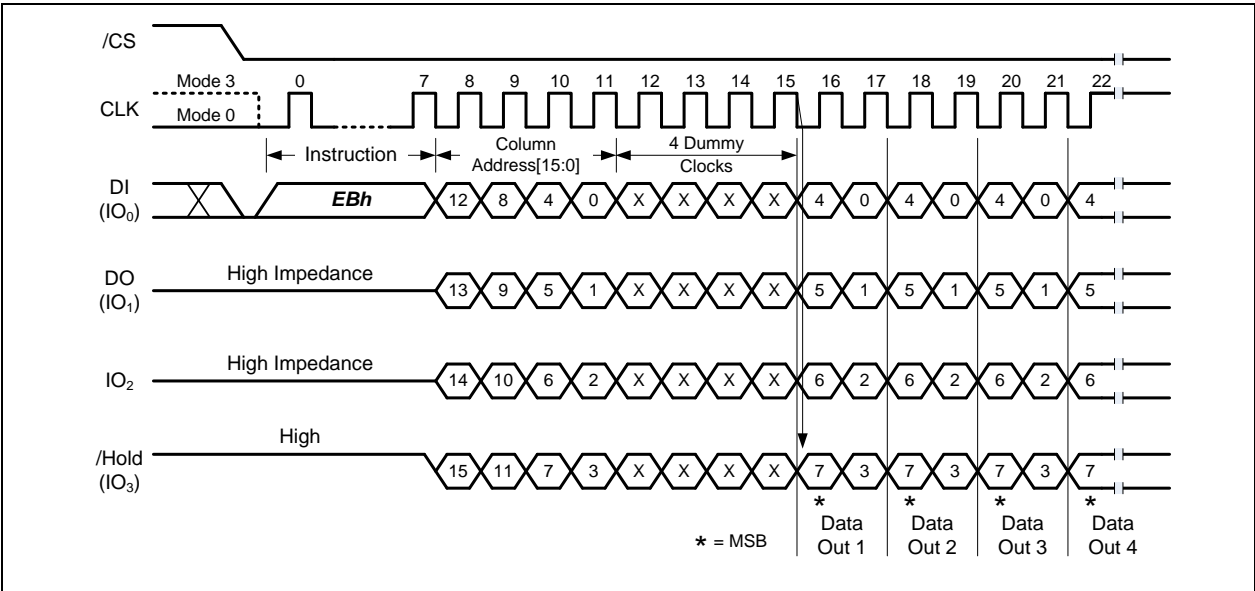 /CS
Mode 3 0 7 8 9 10 11 12 13 14 15 16 17 18 19 20 21 22
CLK
Mode 0
Instruction
Column
Address[15:0]
4 Dummy
Clocks
DI
(IO0)
EBh 12 8 4 0 X X X X 4 0 4 0 4 0 4
High Impedance
DO
(IO1)
13 9 5 1 X X X X 5 1 5 1 5 1 5
High Impedance
IO2
14 10 6 2 X X X X 6 2 6 2 6 2 6
High
/Hold
(IO3)
15 11 7 3 X X X X 7 3 7 3 7 3 7
* * * *
* = MSB
Data
Out 1
Data
Out 2
Data
Out 3
Data
Out 4